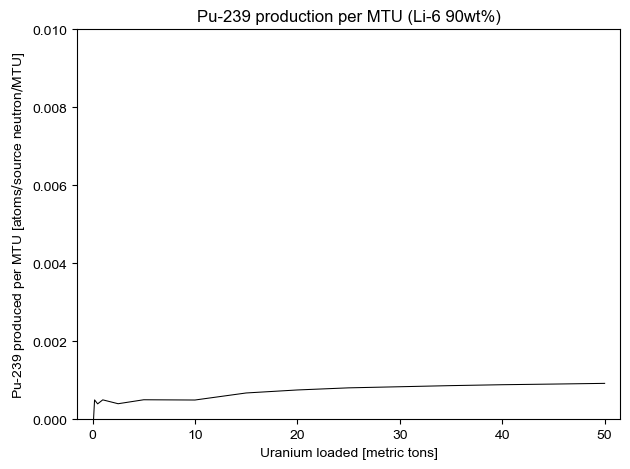 Pu-239 production per MTU (Li-6 90wt%)
Pu-239 produced per MTU [atoms/source neutron/MTU]
0.010
0.008
0.006
0.004
0.002
0.000
0 10 20 30 40 50
Uranium loaded [metric tons]